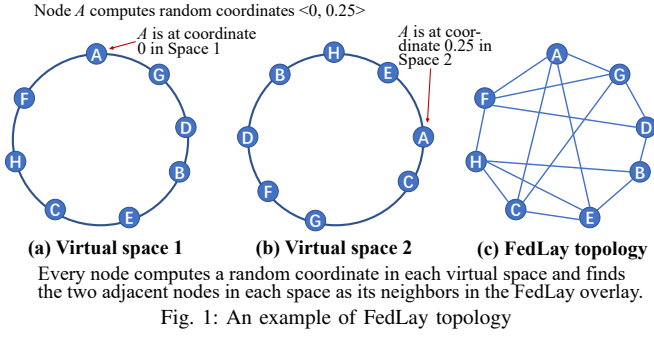 Node A computes random coordinates <0, 0.25>
A is at coordinate
0 in Space 1
A is at coor-
dinate 0.25 in
Space 2
A
G
D
B
E
C
H
F
H
E
A
C
G
F
D
B
A
G
D
B
E
C
H
F
(a) Virtual space 1
(b) Virtual space 2
(c) FedLay topology
Every node computes a random coordinate in each virtual space and finds
the two adjacent nodes in each space as its neighbors in the FedLay overlay.
Fig. 1: An example of FedLay topology